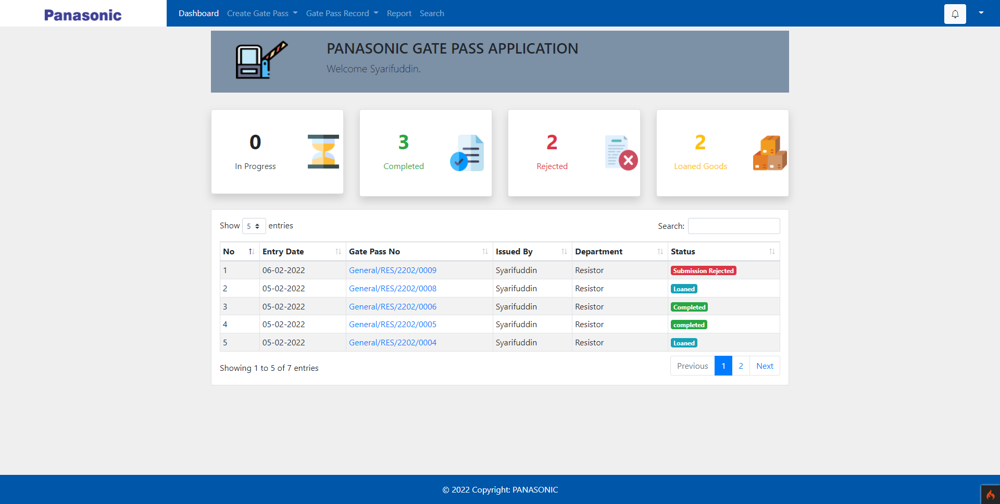 Panasonic
Dashboard Create Gate Pass Gate Pass Record Report Search
PANASONIC GATE PASS APPLICATION
Welcome Syarifuddin.
0
In Progress
3
Completed
2
Rejected
2
Loaned Goods
Show 5 entries
Search:
No Entry Date Gate Pass No Issued By Department Status
1 06-02-2022 General/RES/2202/0009 Syarifuddin Resistor Submission Rejected
2 05-02-2022 General/RES/2202/0008 Syarifuddin Resistor Loaned
3 05-02-2022 General/RES/2202/0006 Syarifuddin Resistor Completed
4 05-02-2022 General/RES/2202/0005 Syarifuddin Resistor completed
5 05-02-2022 General/RES/2202/0004 Syarifuddin Resistor Loaned
Showing 1 to 5 of 7 entries
Previous 1 2 Next
© 2022 Copyright: PANASONIC